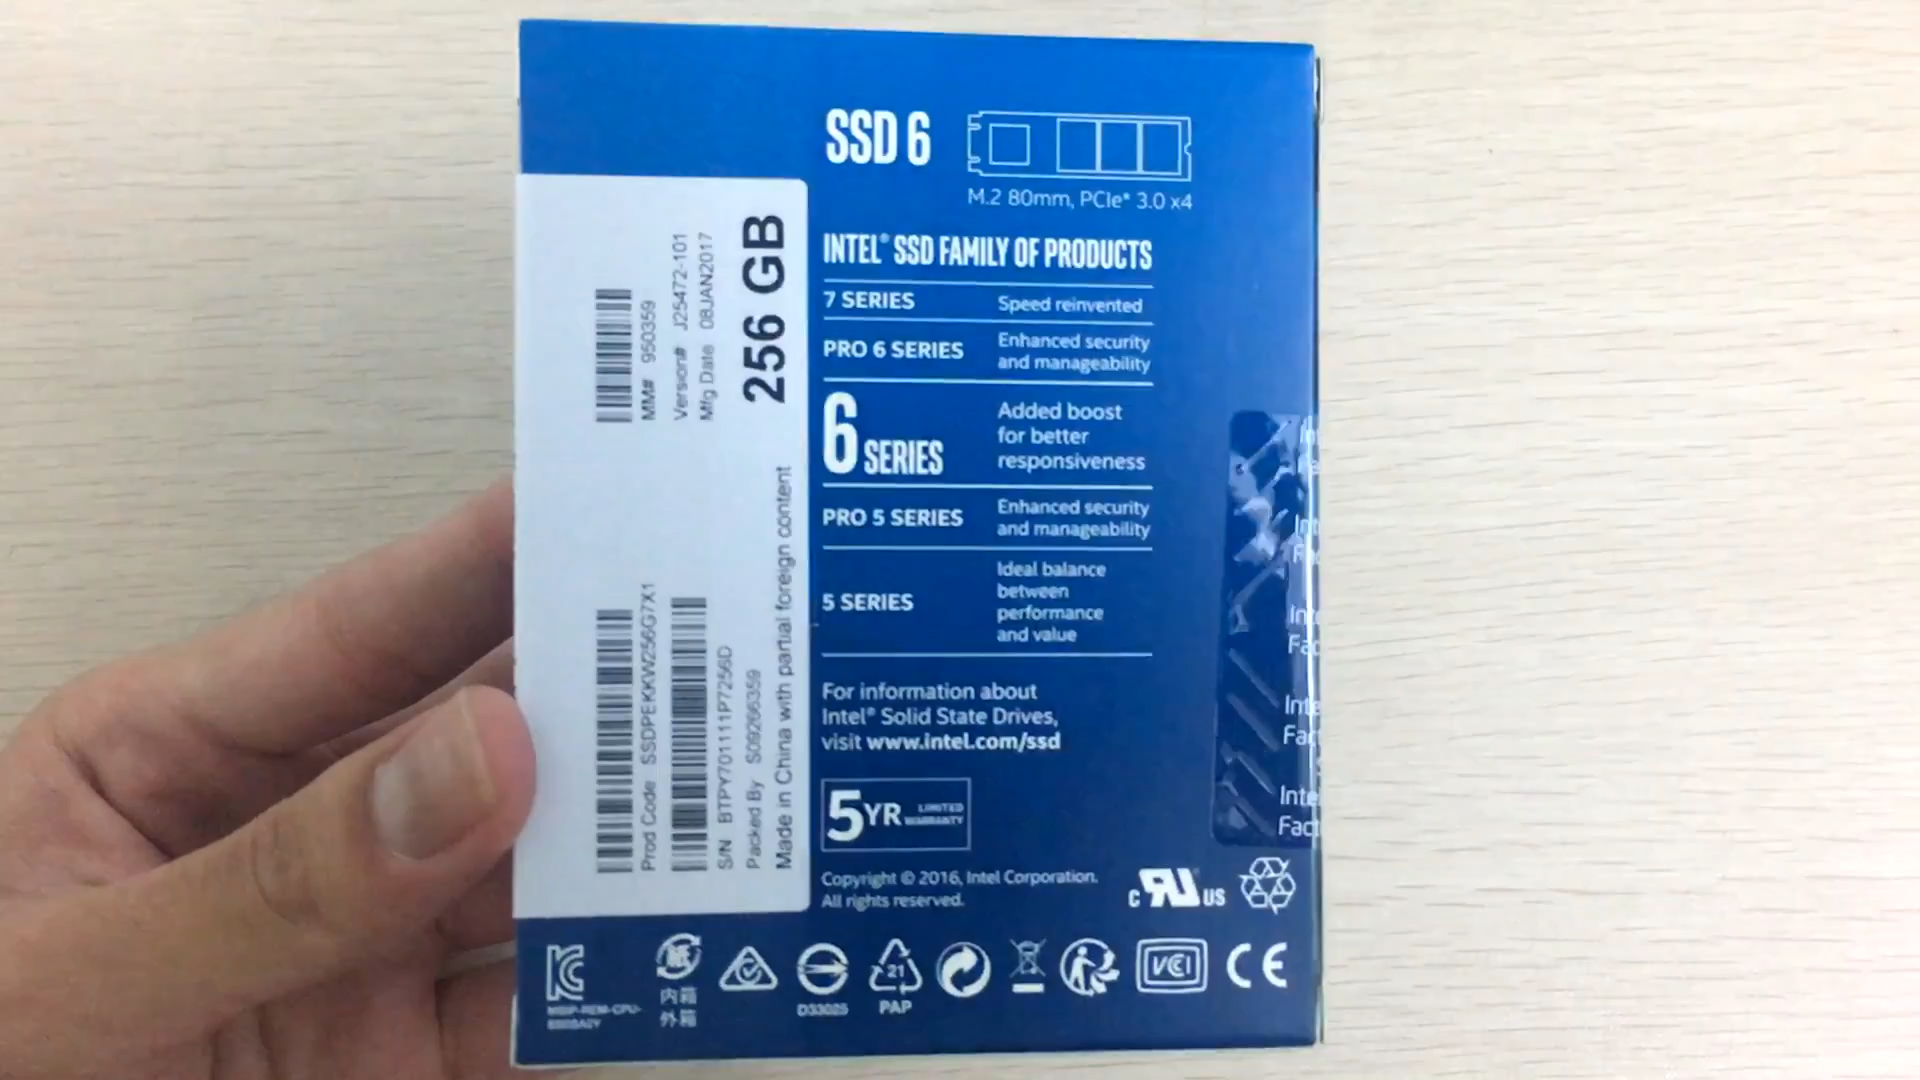 SSD 6
M.2 80mm, PCIe* 3.0 x4
INTEL® SSD FAMILY OF PRODUCTS
7 SERIES
Speed reinvented
PRO 6 SERIES
Enhanced security
and manageability
6 SERIES
Added boost
for better
responsiveness
PRO 5 SERIES
Enhanced security
and manageability
5 SERIES
Ideal balance
between
performance
and value
For information about
Intel® Solid State Drives,
visit www.intel.com/ssd
5YR LIMITED
WARRANTY
Copyright © 2016, Intel Corporation.
All rights reserved.
MM# 950359
Version# J25472-101
Mfg Date 08JAN2017
256 GB
Prod Code SSDPEKKW256G7X1
S/N BTPY701111P7256D
Packed By S09266359
Made in China with partial foreign content
C RU US
内箱
外箱
D33025
21
PAP
VCI
CE